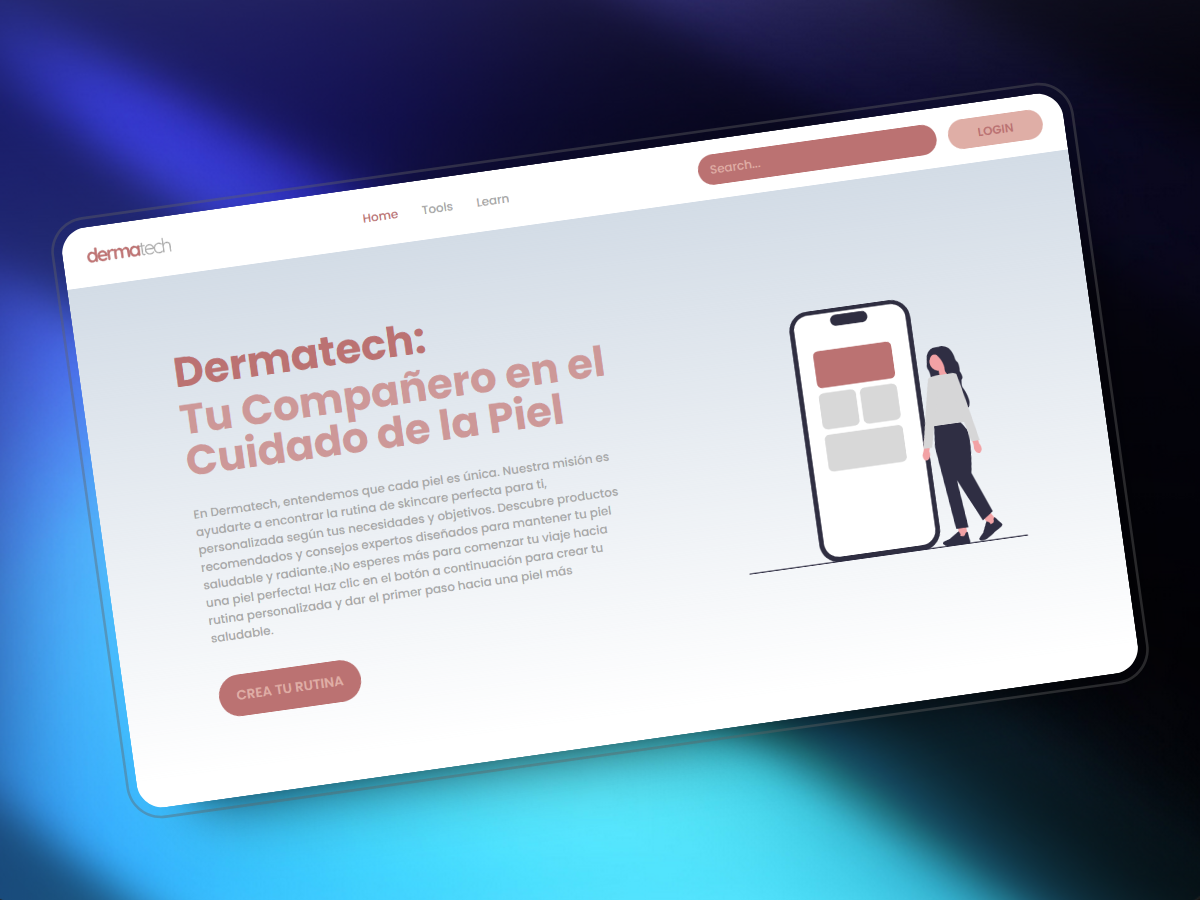 dermatech
Home Tools Learn
Search...
LOGIN
Dermatech:
Tu Compañero en el
Cuidado de la Piel
En Dermatech, entendemos que cada piel es única. Nuestra misión es
ayudarte a encontrar la rutina de skincare perfecta para ti,
personalizada según tus necesidades y objetivos. Descubre productos
recomendados y consejos expertos diseñados para mantener tu piel
saludable y radiante.¡No esperes más para comenzar tu viaje hacia
una piel perfecta! Haz clic en el botón a continuación para crear tu
rutina personalizada y dar el primer paso hacia una piel más
saludable.
CREA TU RUTINA